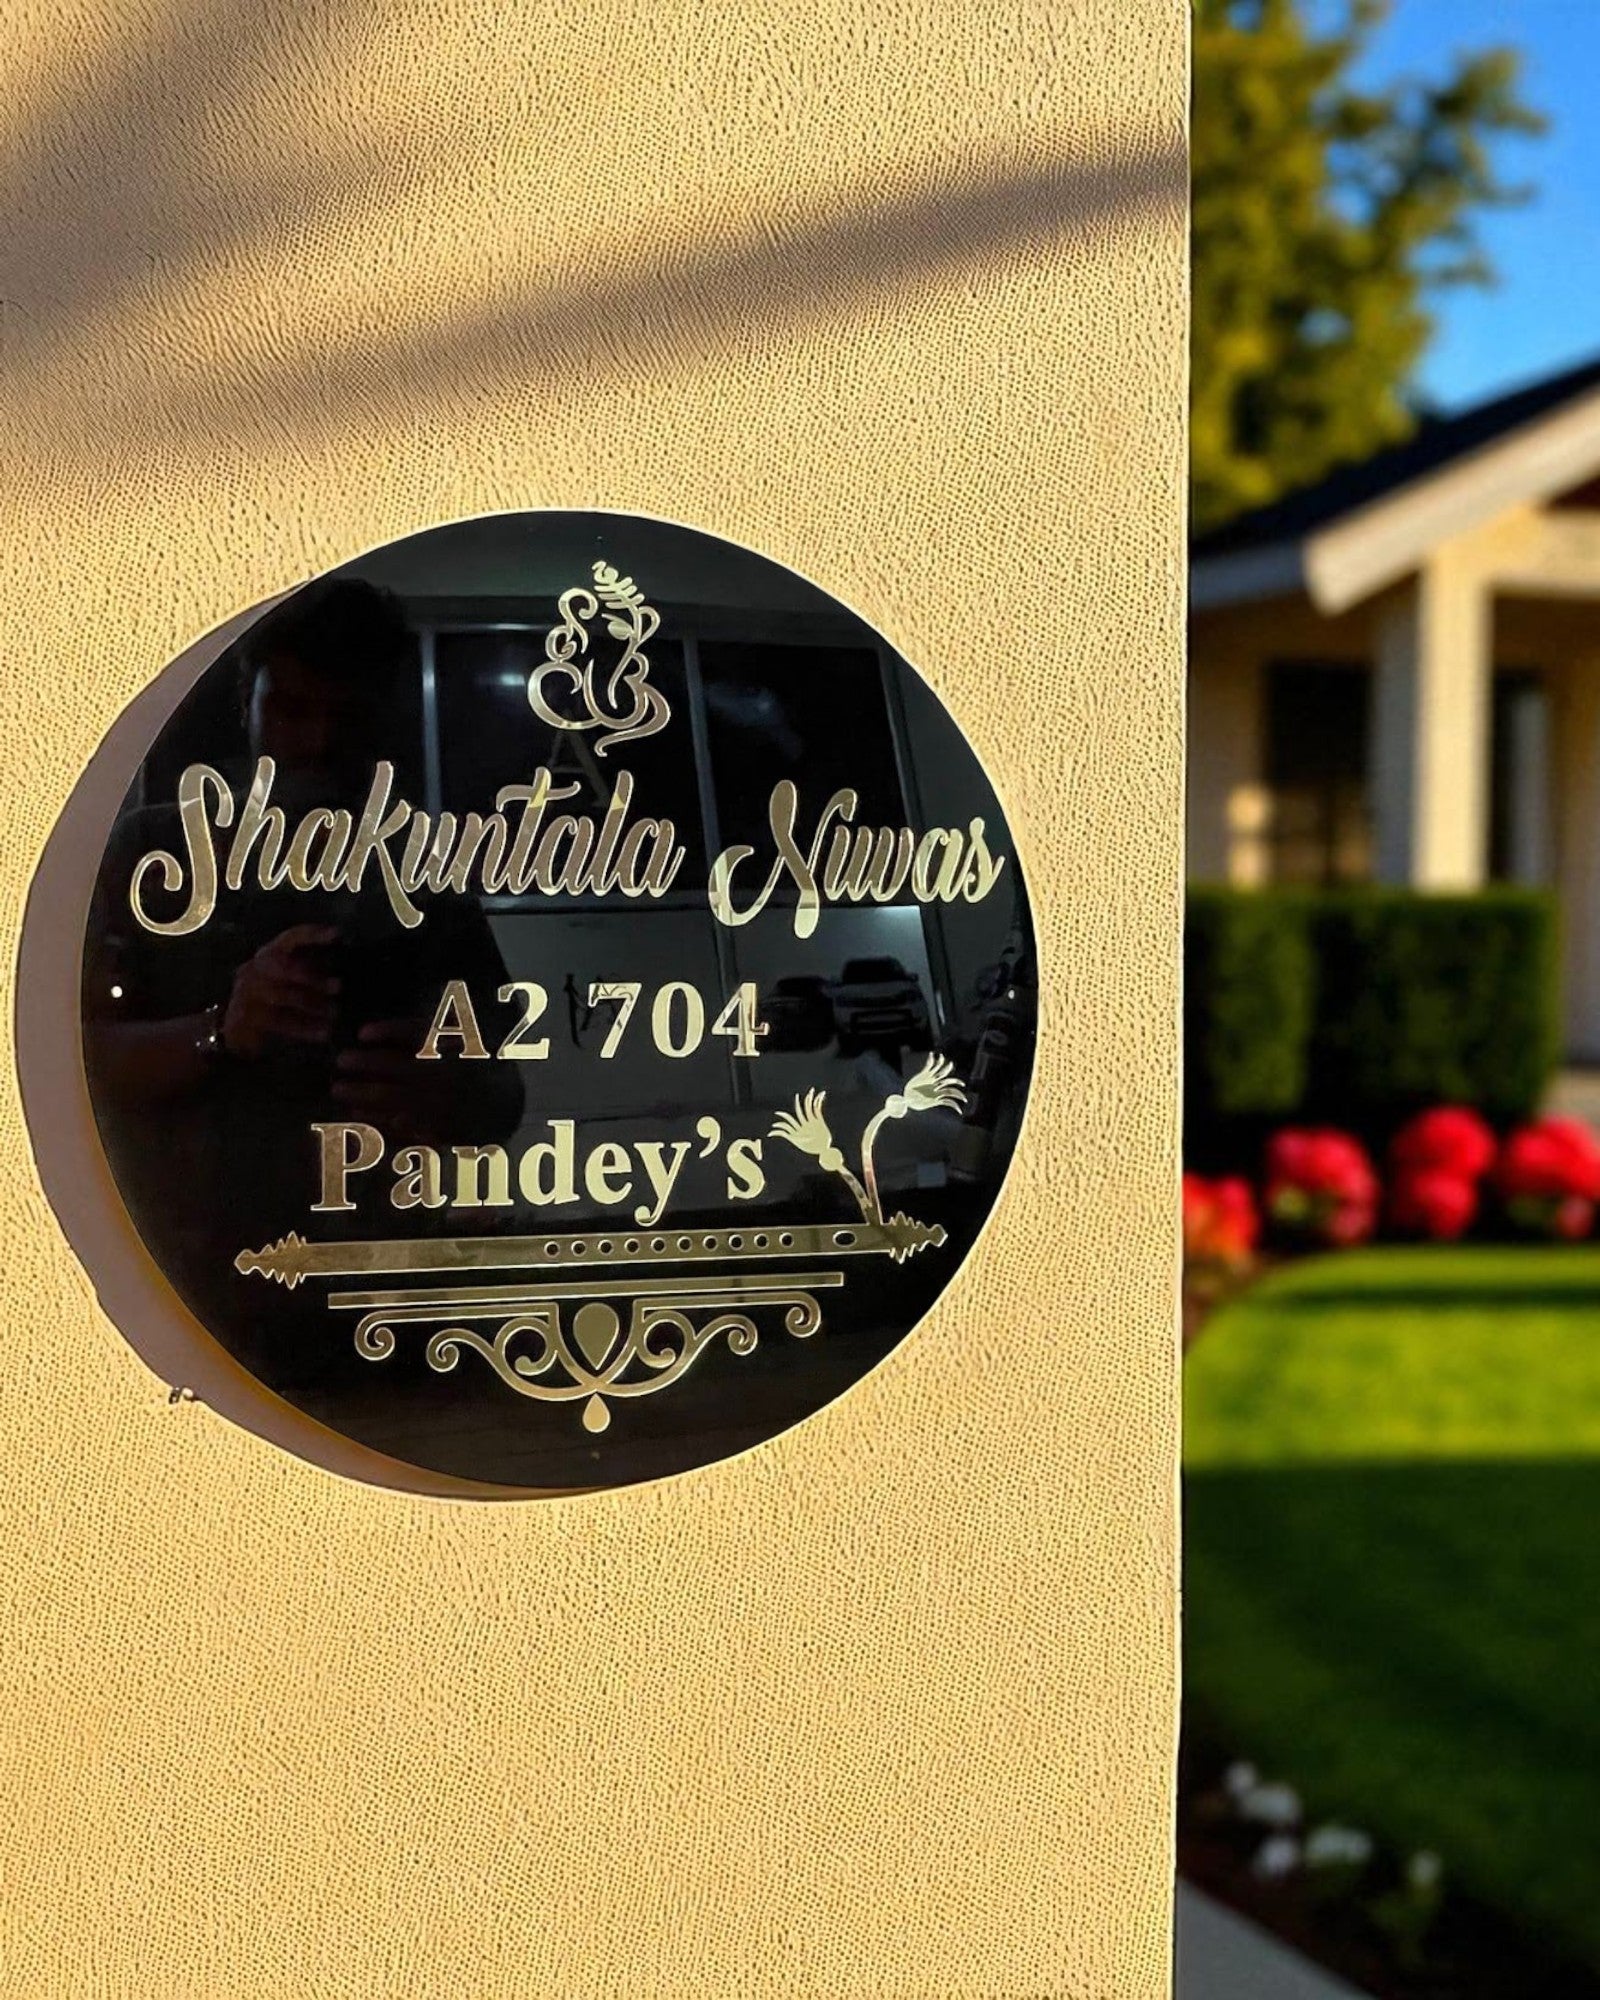 Shakuntala Niwas
A2 704
Pandey's